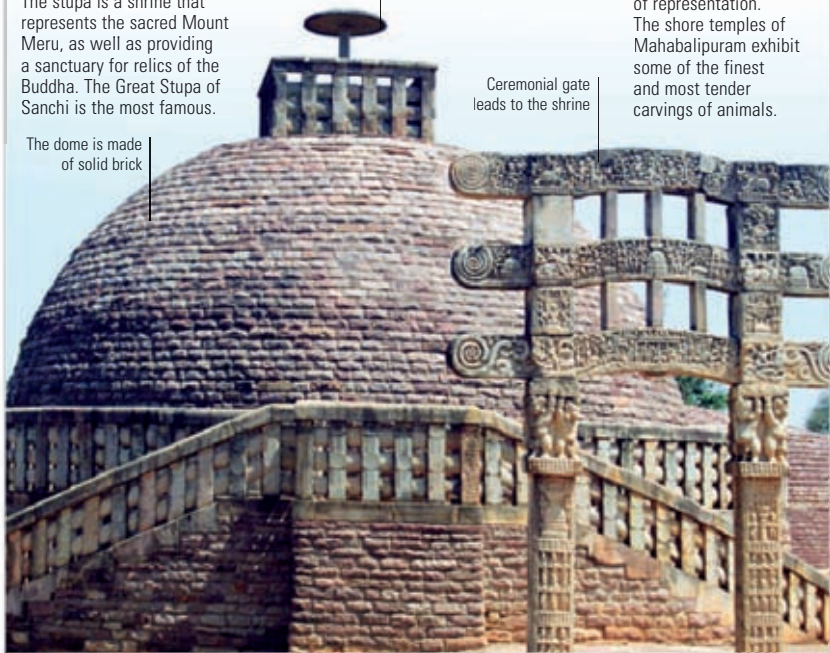 The stupa is a shrine that
represents the sacred Mount
Meru, as well as providing
a sanctuary for relics of the
Buddha. The Great Stupa of
Sanchi is the most famous.
The dome is made
of solid brick
Ceremonial gate
leads to the shrine
of representation.
The shore temples of
Mahabalipuram exhibit
some of the finest
and most tender
carvings of animals.